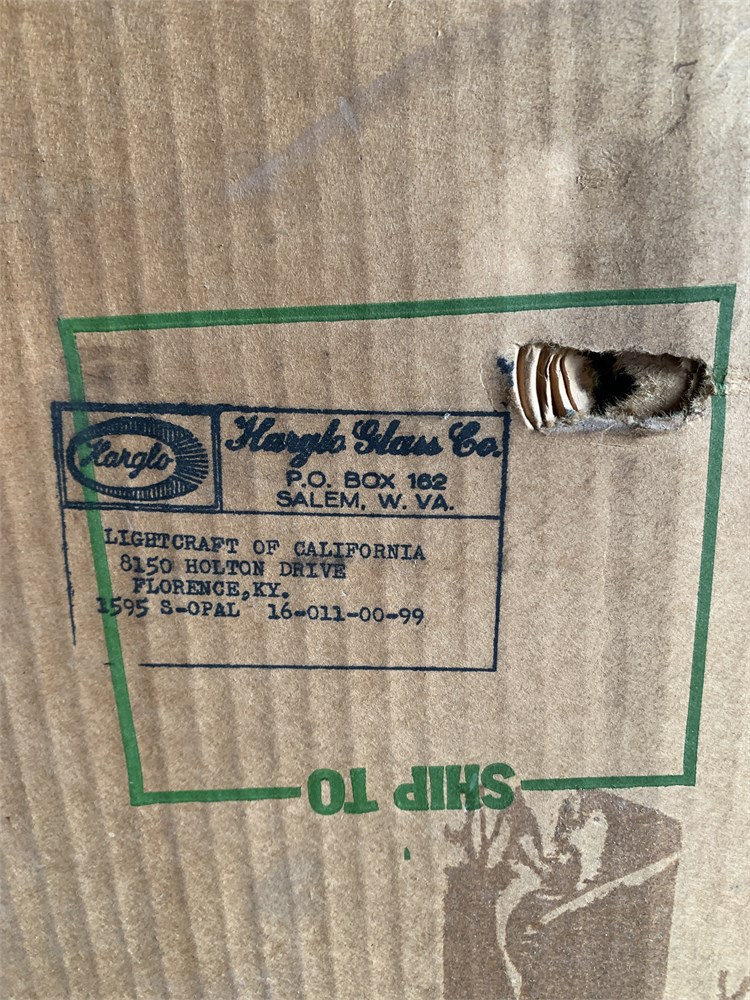 Harglo
Harglo Glass Co.
P.O. BOX 162
SALEM, W. VA.
LIGHTCRAFT OF CALIFORNIA
8150 HOLTON DRIVE
FLORENCE,KY.
1595 S-OPAL 16-011-00-99
SHIP TO